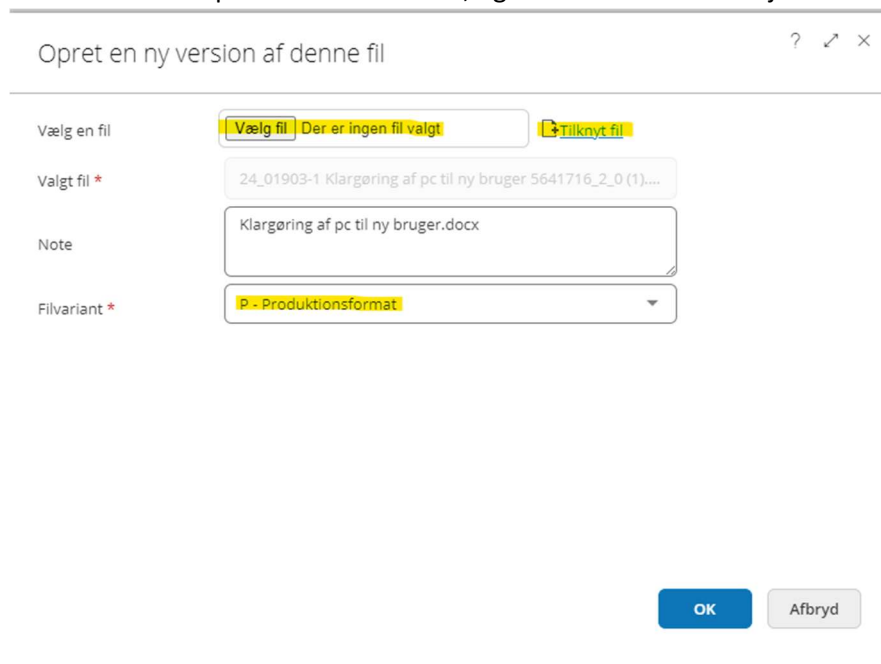 Opret en ny version af denne fil
?
Vælg en fil
Vælg fil Der er ingen fil valgt
Tilknyt fil
Valgt fil *
24_01903-1 Klargøring af pc til ny bruger 5641716_2_0 (1)....
Note
Klargøring af pc til ny bruger.docx
Filvariant *
P - Produktionsformat
OK
Afbryd